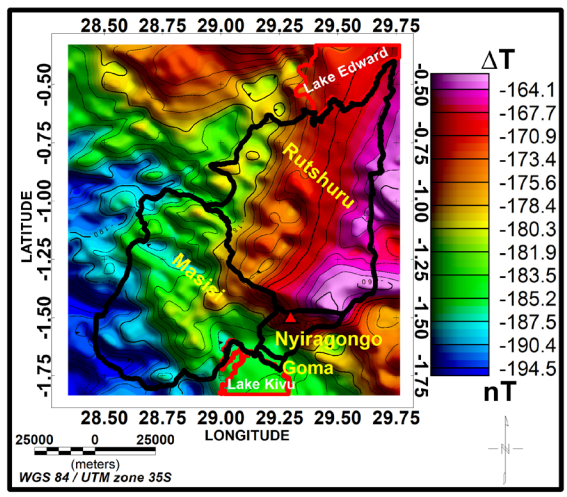 28.50 28.75 29.00 29.25 29.50 29.75
ΔT
Lake Edward
-0.50 -0.75 -1.00 -1.25 -1.50 -1.75
LATITUDE
-0.50 -0.75 -1.00 -1.25 -1.50 -1.75
Rutshuru
Masisi
Nyiragongo
Goma
Lake Kivu
-164.1
-167.7
-170.9
-173.4
-175.6
-178.4
-180.3
-181.9
-183.5
-185.2
-187.5
-190.4
-194.5
nT
28.50 28.75 29.00 29.25 29.50 29.75
LONGITUDE
25000 0 25000
(meters)
WGS 84 / UTM zone 35S
N